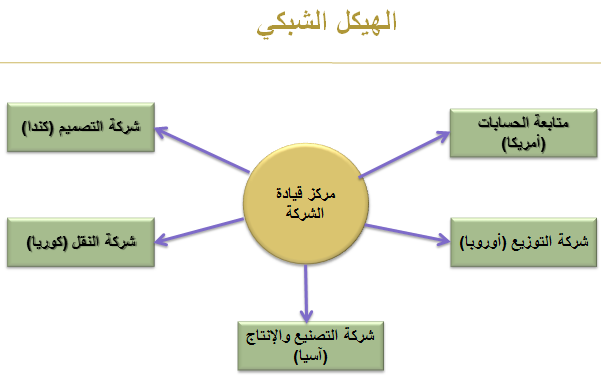 الهيكل الشبكي
متابعة الحسابات
(أمريكا)
شركة التصميم (كندا)
مركز قيادة
الشركة
شركة التوزيع (أوروبا)
شركة النقل (كوريا)
شركة التصنيع والإنتاج
(آسيا)